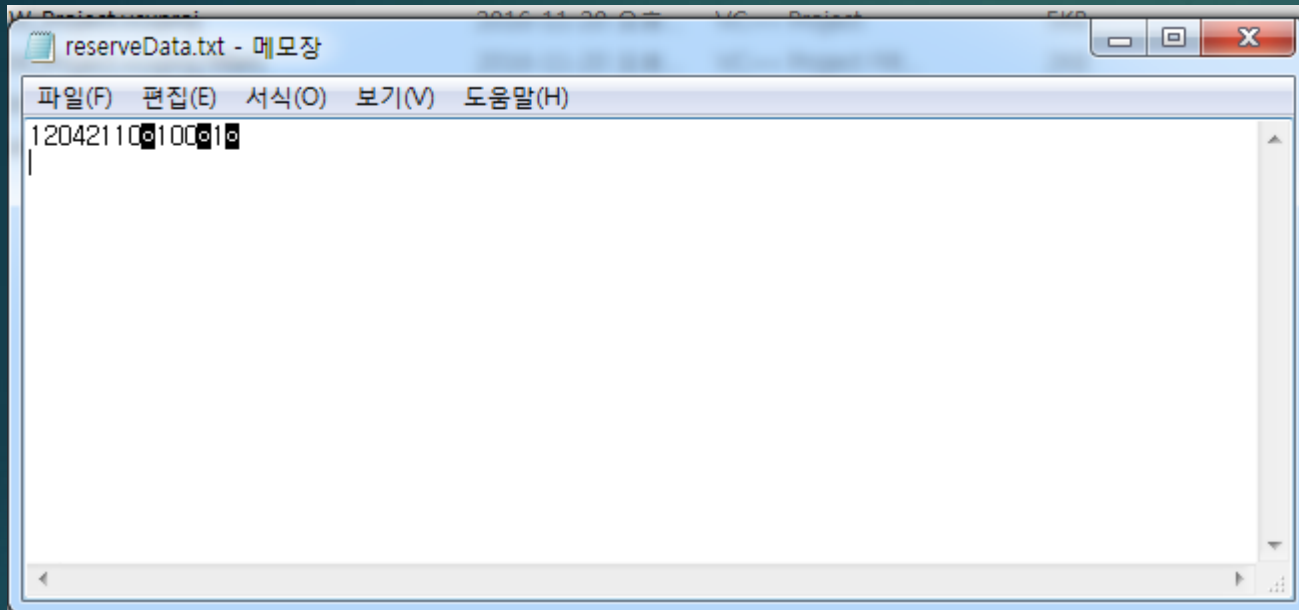 reserveData.txt - 메모장
파일(F) 편집(E) 서식(O) 보기(V) 도움말(H)
12042110◘100◘1◘